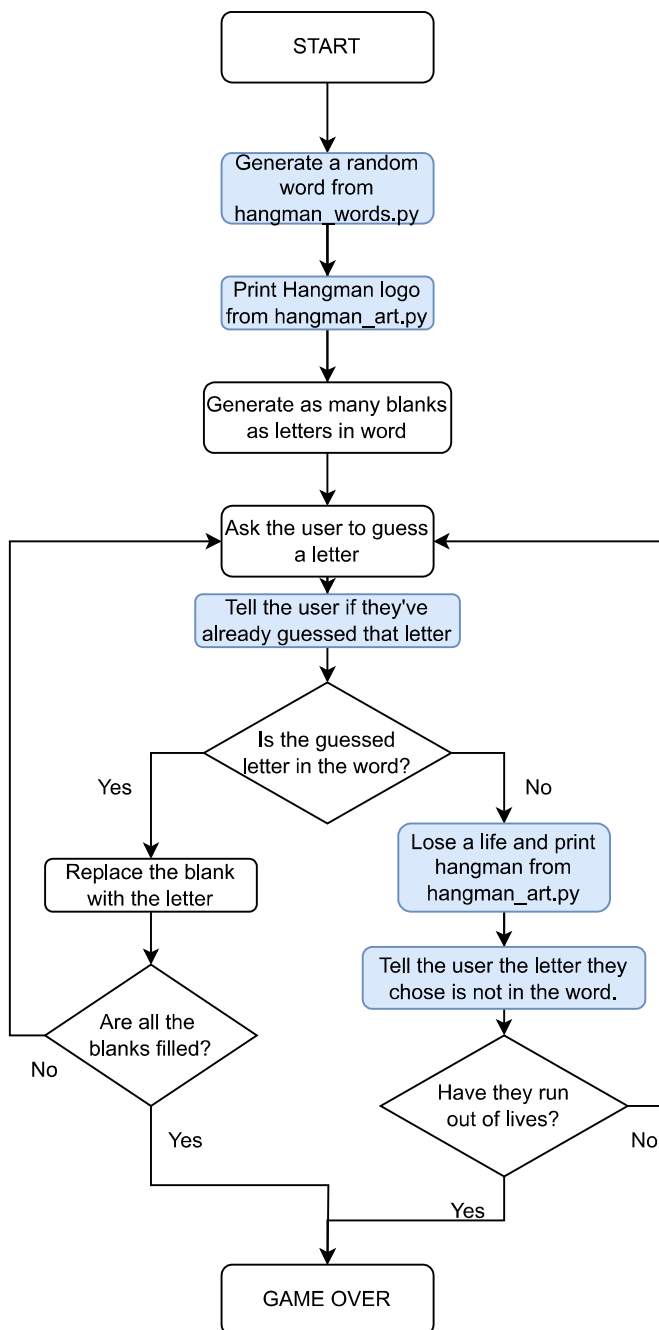 START
Generate a random
word from
hangman_words.py
Print Hangman logo
from hangman_art.py
Generate as many blanks
as letters in word
Ask the user to guess
a letter
Tell the user if they've
already guessed that letter
Is the guessed
letter in the word?
Yes
No
Replace the blank
with the letter
Lose a life and print
hangman from
hangman_art.py
Tell the user the letter they
chose is not in the word.
Are all the
blanks filled?
No
Yes
Have they run
out of lives?
No
Yes
GAME OVER